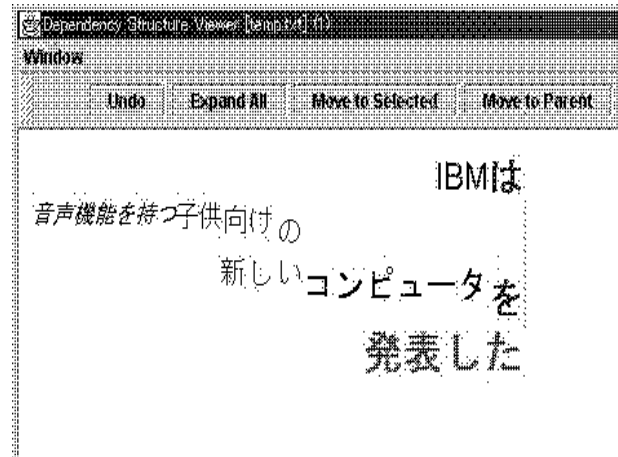 Dependency Structure Viewer [temp.txt] (1)
Window
Undo Expand All Move to Selected Move to Parent
IBMは
音声機能を持つ子供向けの
新しいコンピュータを
発表した